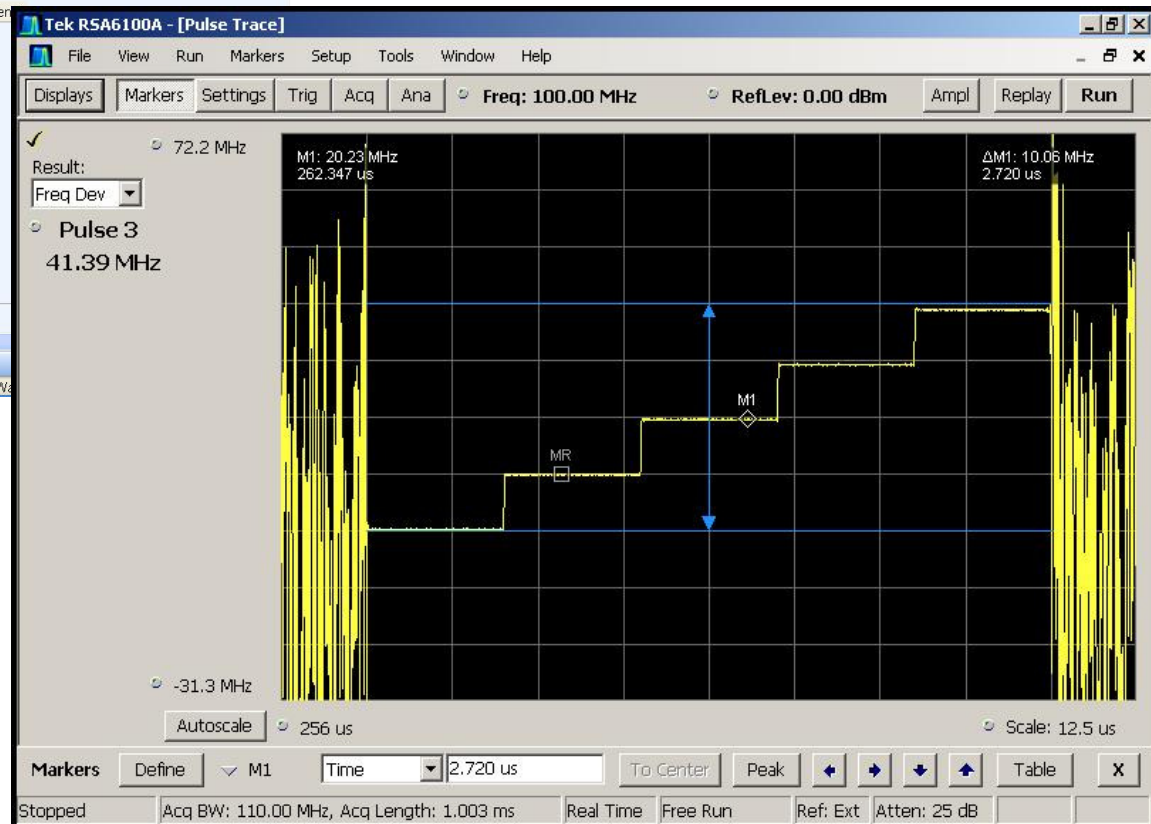 en
Tek RSA6100A - [Pulse Trace]
File View Run Markers Setup Tools Window Help
Displays Markers Settings Trig Acq Ana Freq: 100.00 MHz RefLev: 0.00 dBm Ampl Replay Run
72.2 MHz
Result:
Freq Dev
Pulse 3
41.39 MHz
M1: 20.23 MHz
262.347 us
ΔM1: 10.06 MHz
2.720 us
M1
MR
-31.3 MHz
Autoscale 256 us Scale: 12.5 us
Markers Define M1 Time 2.720 us To Center Peak Table X
Stopped Acq BW: 110.00 MHz, Acq Length: 1.003 ms Real Time Free Run Ref: Ext Atten: 25 dB